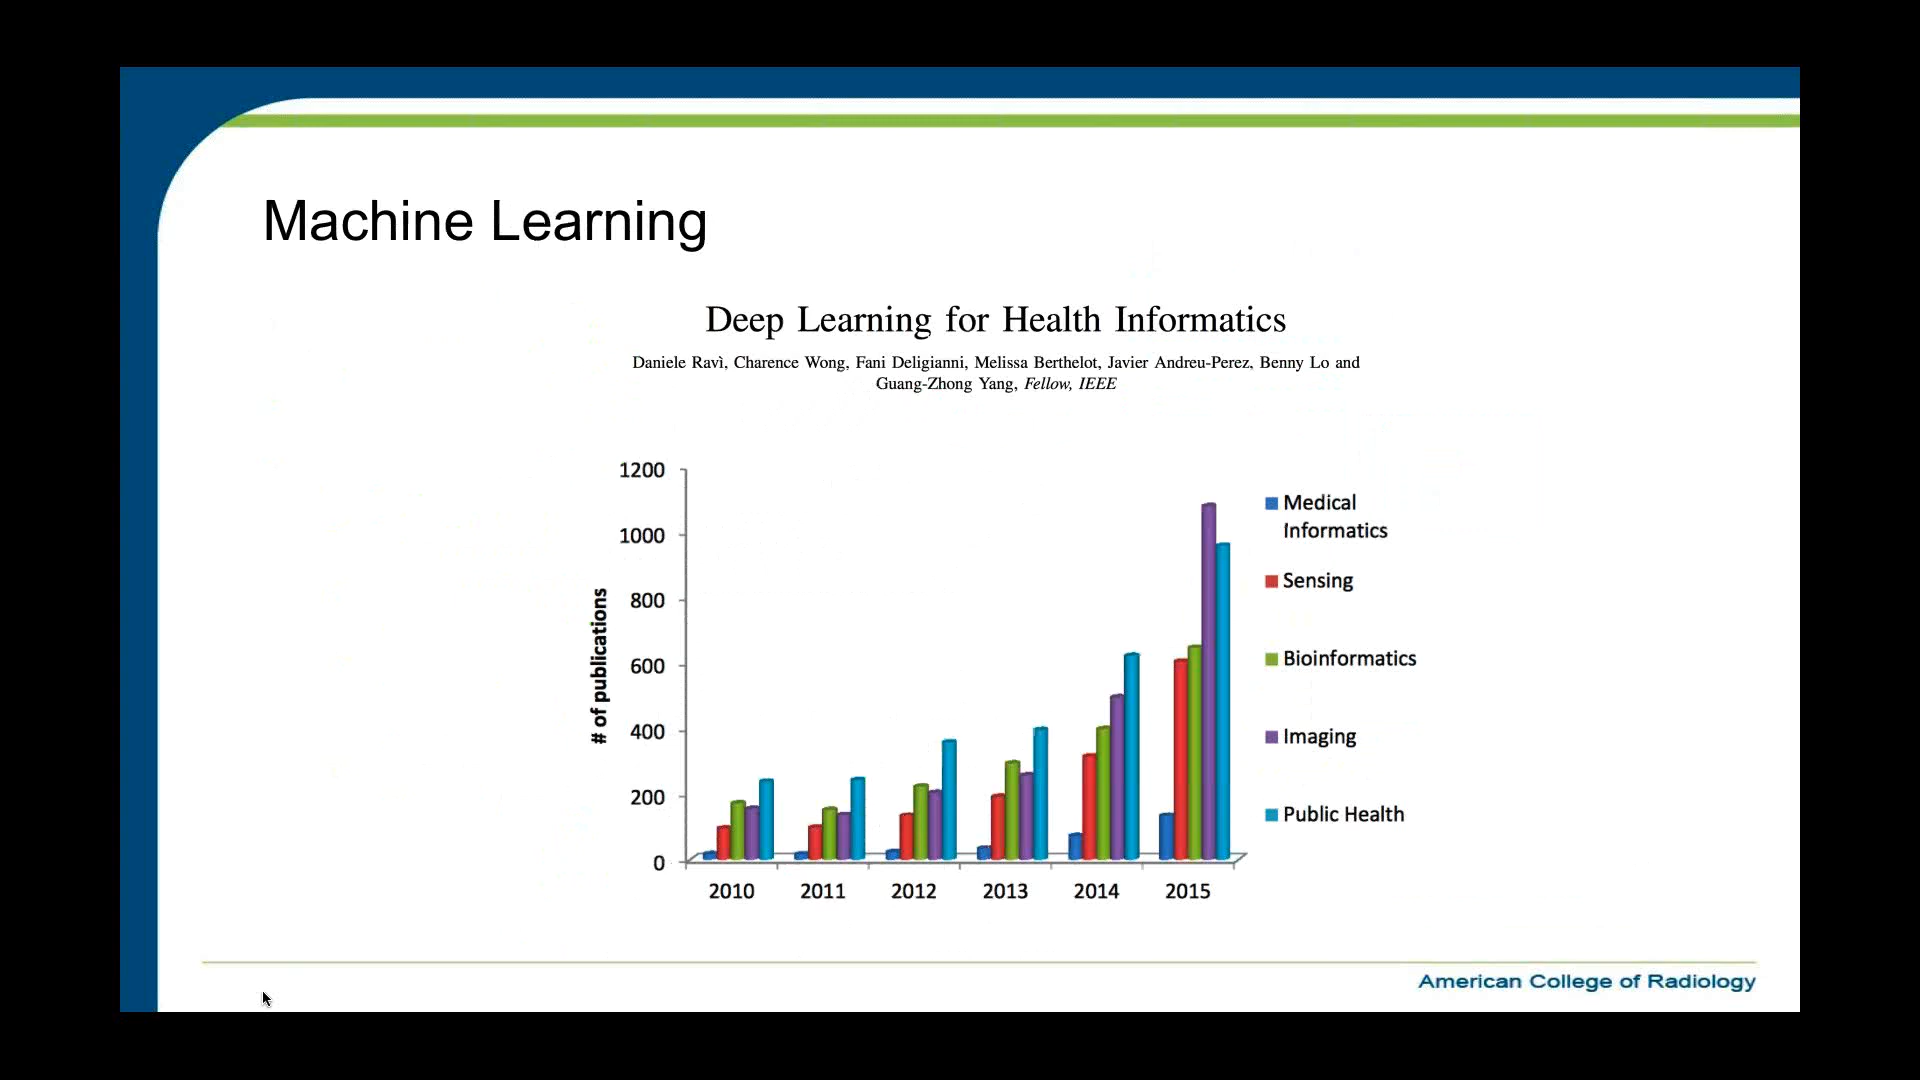 Machine Learning
Deep Learning for Health Informatics
Daniele Ravì, Charence Wong, Fani Deligianni, Melissa Berthelot, Javier Andreu-Perez, Benny Lo and
Guang-Zhong Yang, Fellow, IEEE
# of publications
1200
1000
800
600
400
200
0
2010 2011 2012 2013 2014 2015
Medical
Informatics
Sensing
Bioinformatics
Imaging
Public Health
American College of Radiology